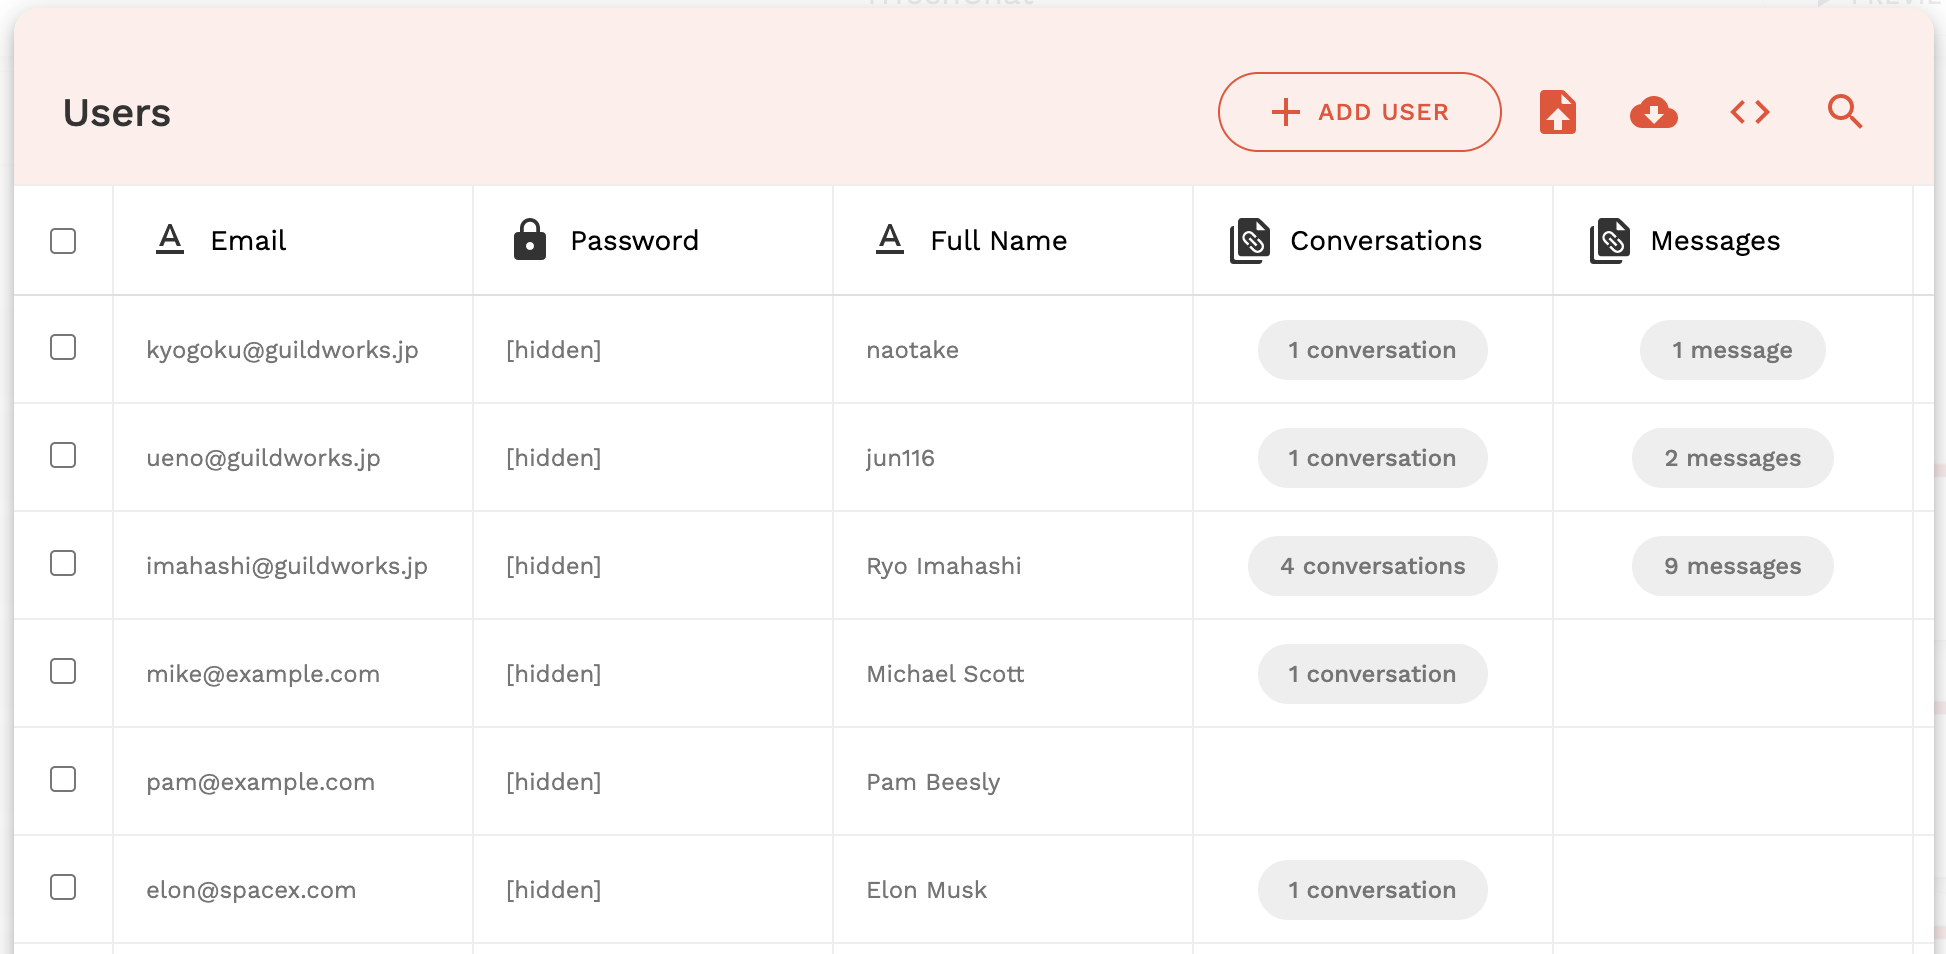 Users
ADD USER
Email Password Full Name Conversations Messages
kyogoku@guildworks.jp [hidden] naotake 1 conversation 1 message
ueno@guildworks.jp [hidden] jun116 1 conversation 2 messages
imahashi@guildworks.jp [hidden] Ryo Imahashi 4 conversations 9 messages
mike@example.com [hidden] Michael Scott 1 conversation
pam@example.com [hidden] Pam Beesly
elon@spacex.com [hidden] Elon Musk 1 conversation